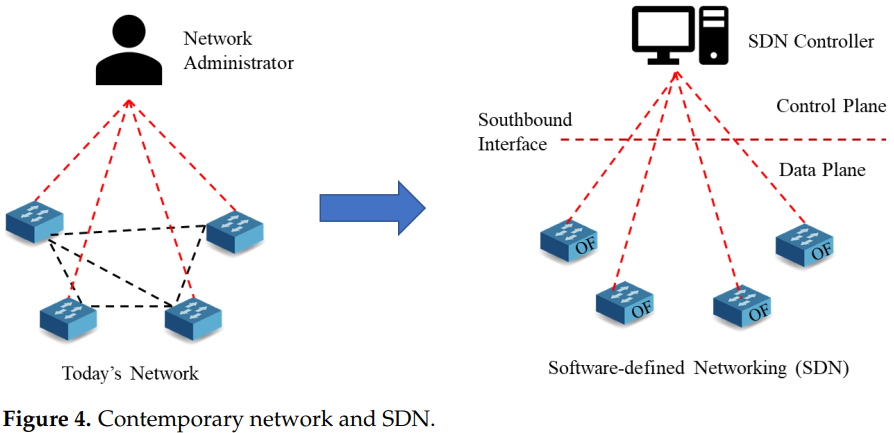 Network
Administrator
Today's Network
SDN Controller
Southbound
Interface
Control Plane
Data Plane
OF
OF
OF
OF
Software-defined Networking (SDN)
Figure 4. Contemporary network and SDN.